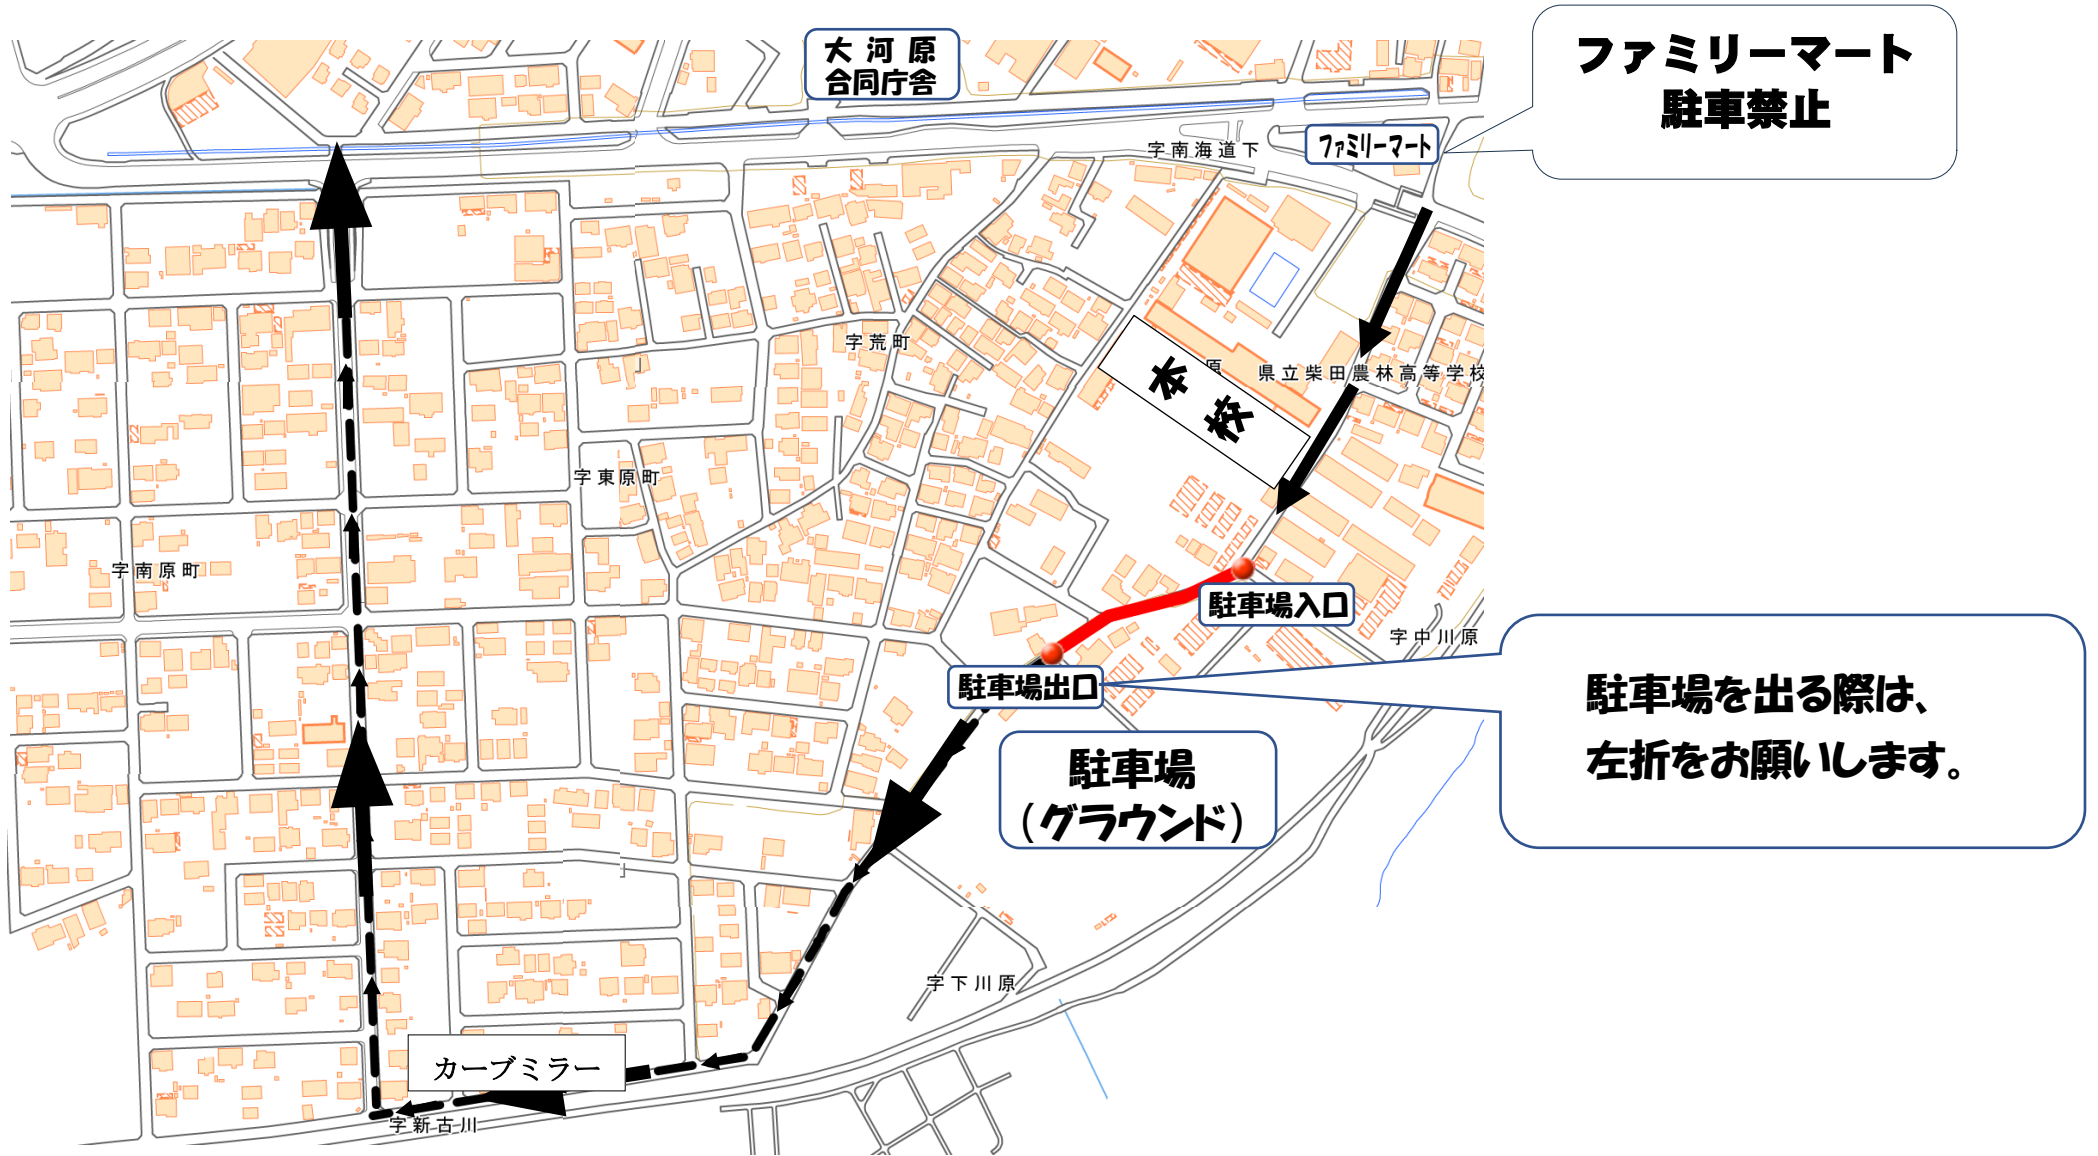 大河原
合同庁舎
ファミリーマート
駐車禁止
字南海道下
ファミリーマート
字荒町
原
県立柴田農林高等学校
本校
字東原町
字南原町
駐車場入口
字中川原
駐車場出口
駐車場を出る際は、
左折をお願いします。
駐車場
（グラウンド）
字下川原
カーブミラー
字新古川